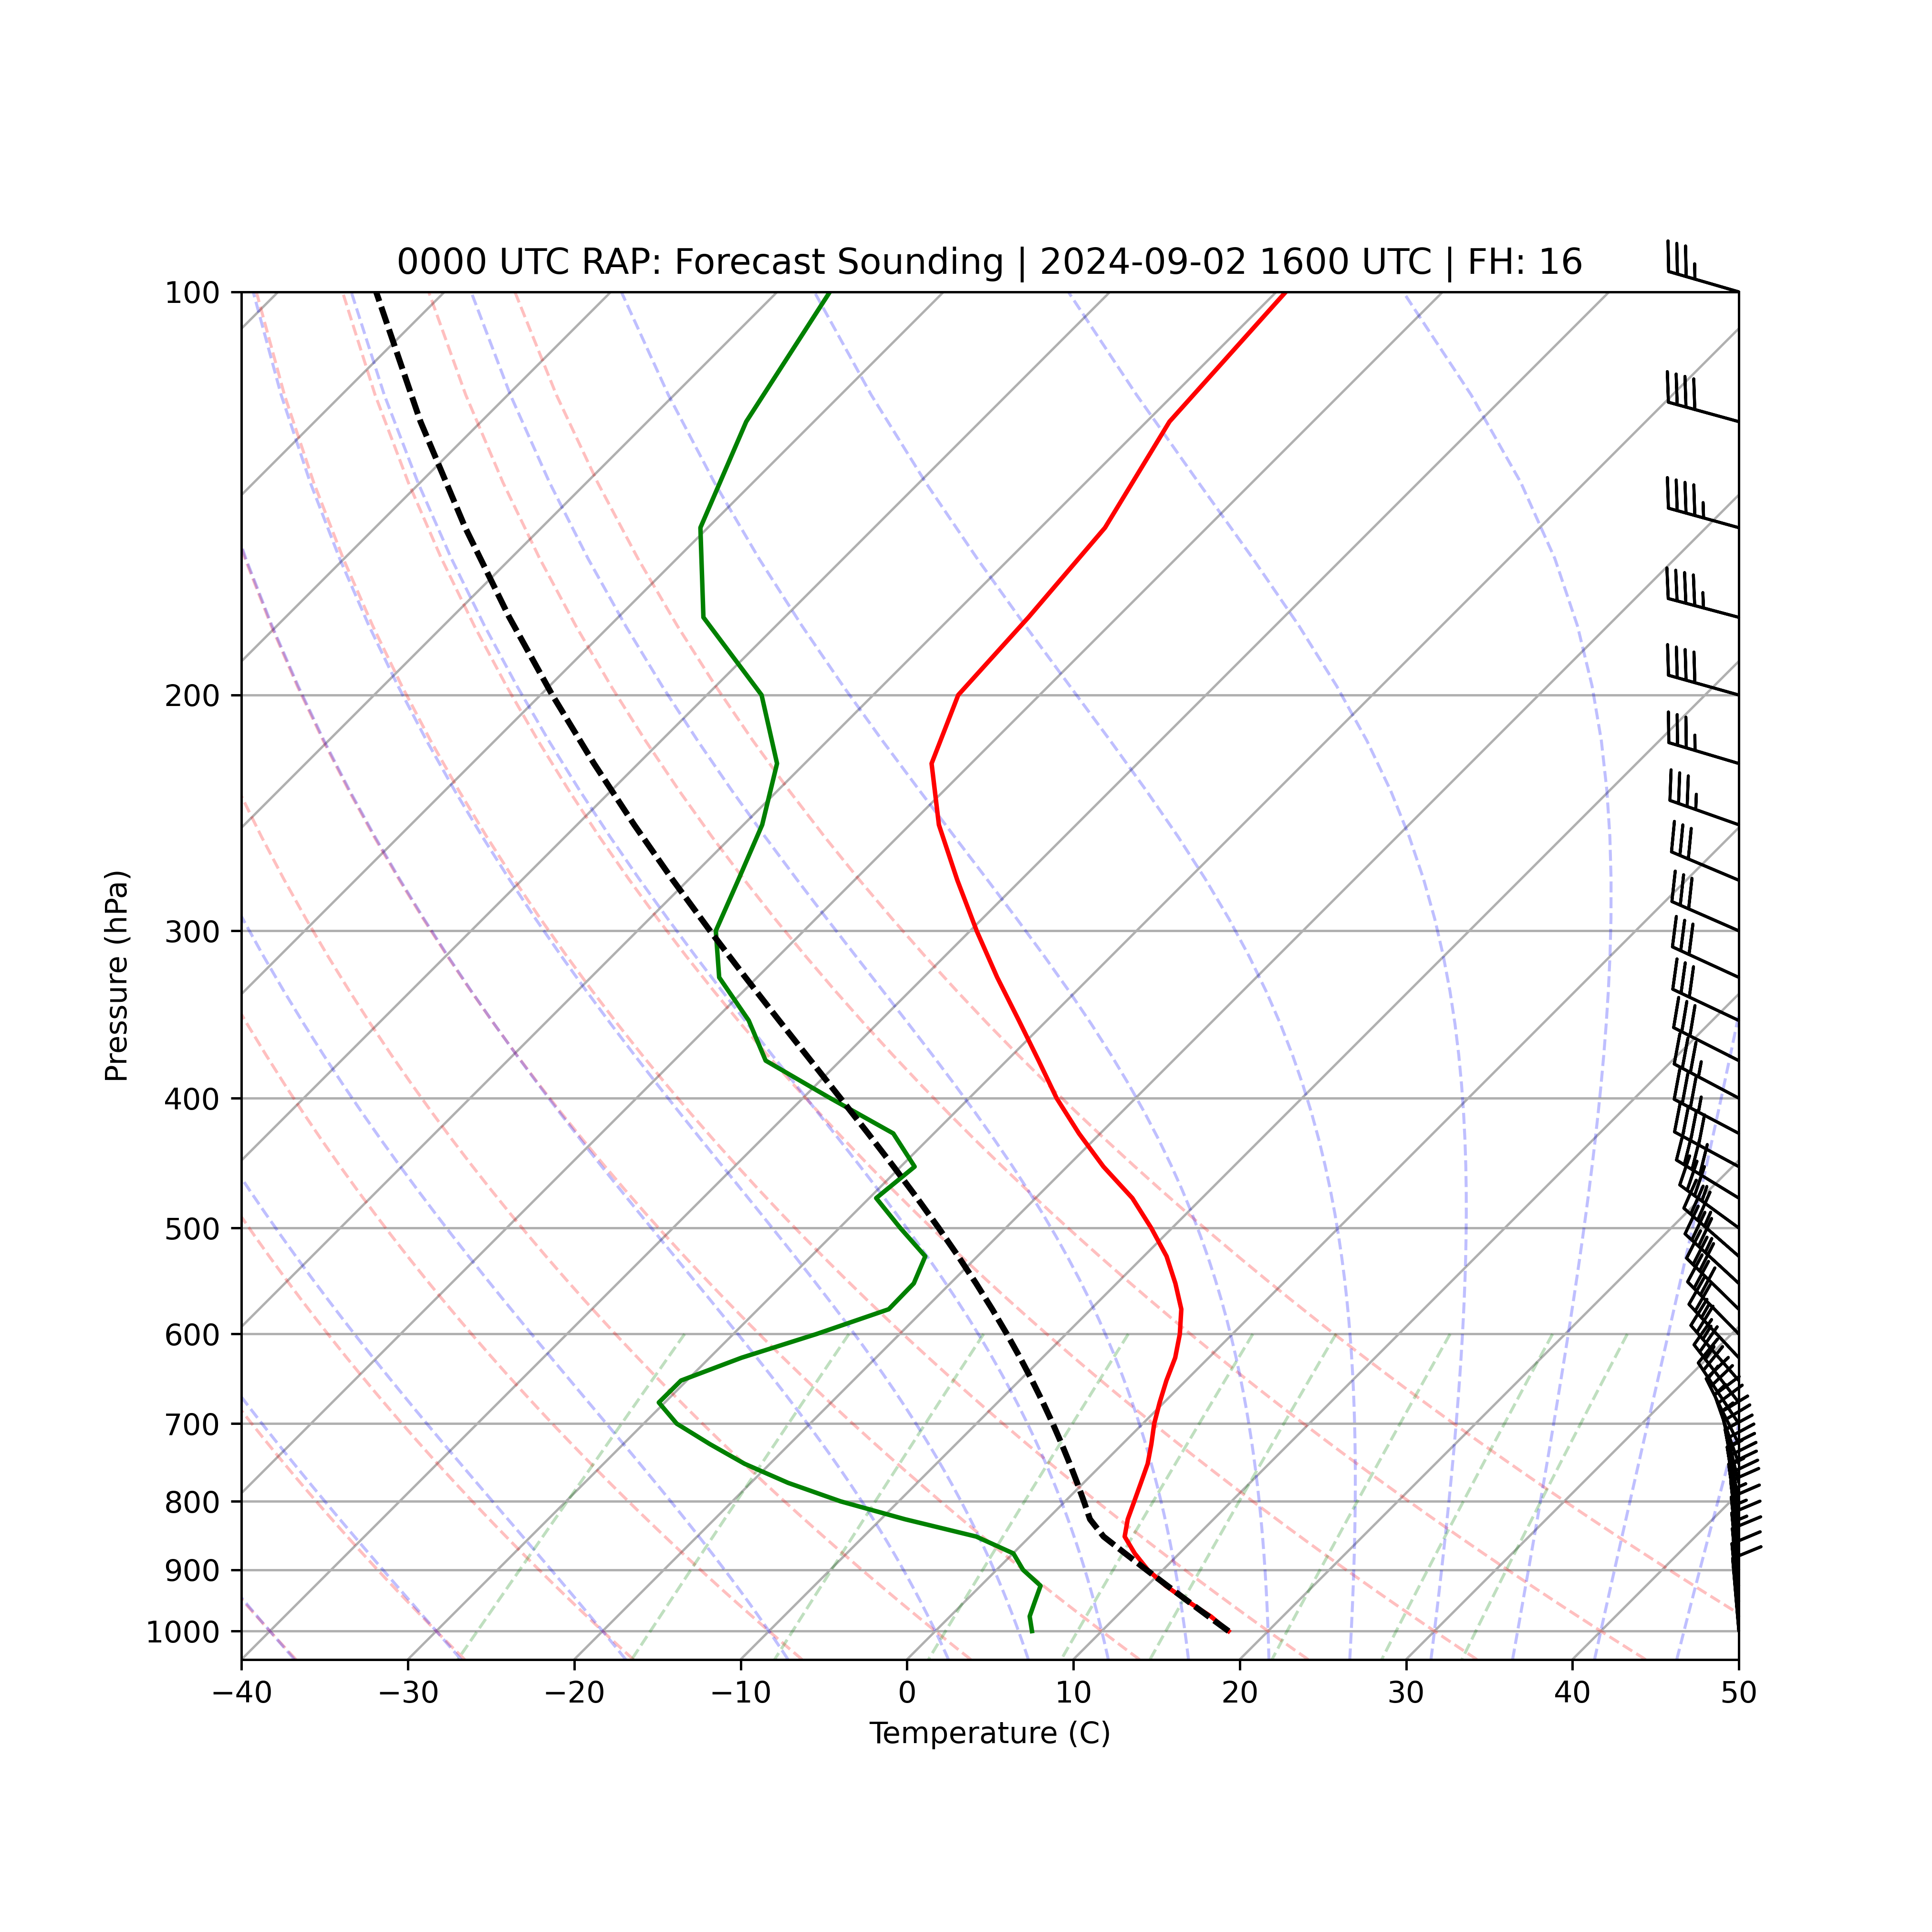 0000 UTC RAP: Forecast Sounding | 2024-09-02 1600 UTC | FH: 16
100
200
300
400
500
600
700
800
900
1000
Pressure (hPa)
−40 −30 −20 −10 0 10 20 30 40 50
Temperature (C)